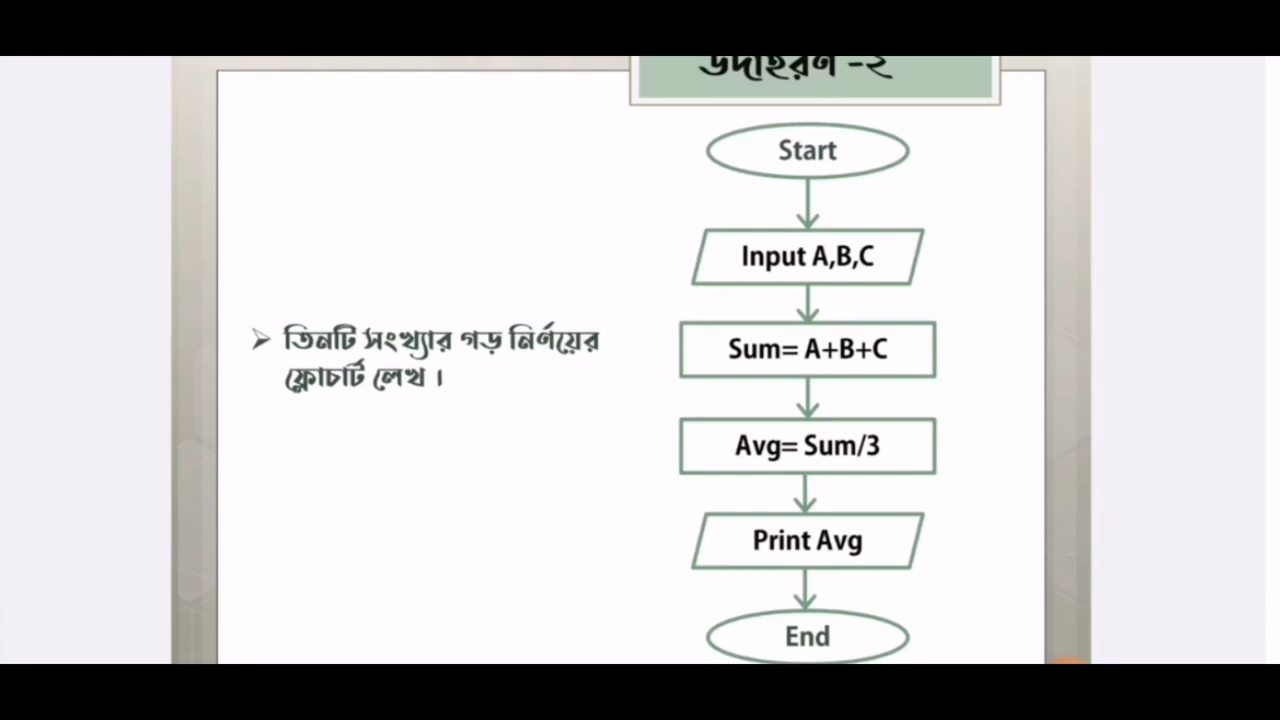 উদাহরণ -২
Start
Input A,B,C
Sum= A+B+C
তিনটি সংখ্যার গড় নির্ণয়ের
ফ্লোচার্ট লেখ ।
Avg= Sum/3
Print Avg
End